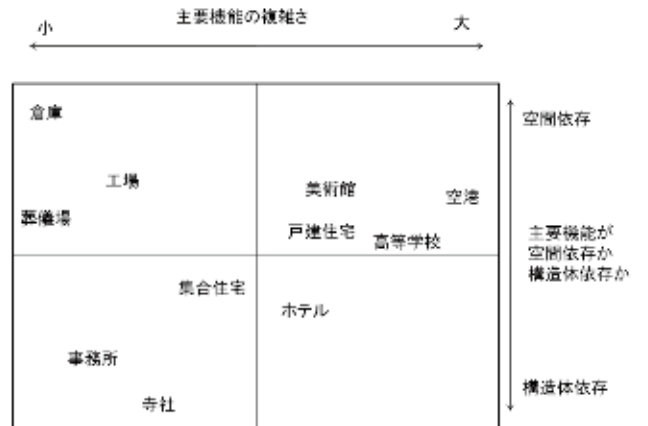 主要機能の複雑さ
小
大
倉庫
空間依存
工場
美術館
空港
葬儀場
戸建住宅
高等学校
主要機能が
空間依存か
構造体依存か
集合住宅
ホテル
事務所
構造体依存
寺社